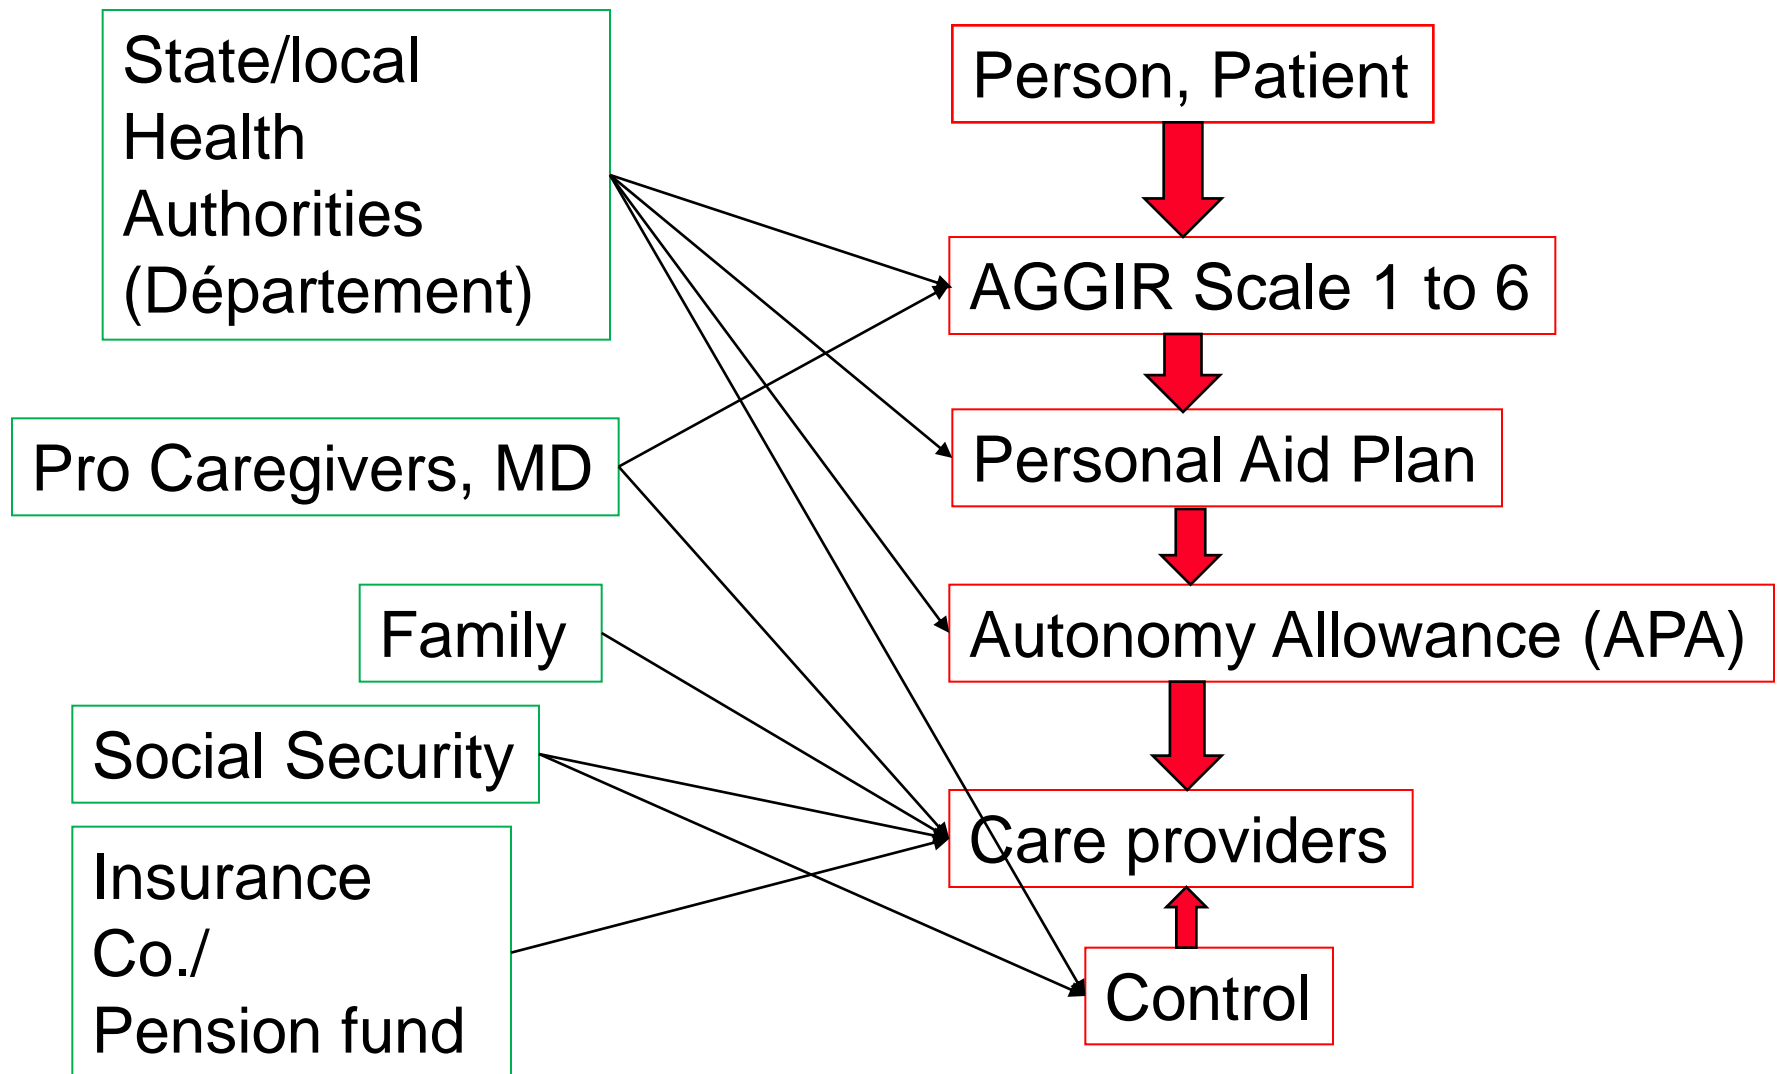 State/local
Health
Authorities
(Département)
Pro Caregivers, MD
Family
Social Security
Insurance
Co./
Pension fund
Person, Patient
AGGIR Scale 1 to 6
Personal Aid Plan
Autonomy Allowance (APA)
Care providers
Control